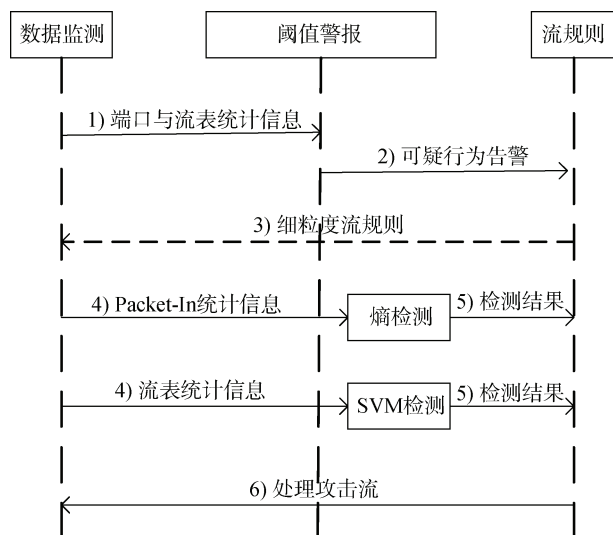 数据监测
阈值警报
流规则
1) 端口与流表统计信息
2) 可疑行为告警
3) 细粒度流规则
4) Packet-In统计信息
熵检测
5) 检测结果
4) 流表统计信息
SVM检测
5) 检测结果
6) 处理攻击流